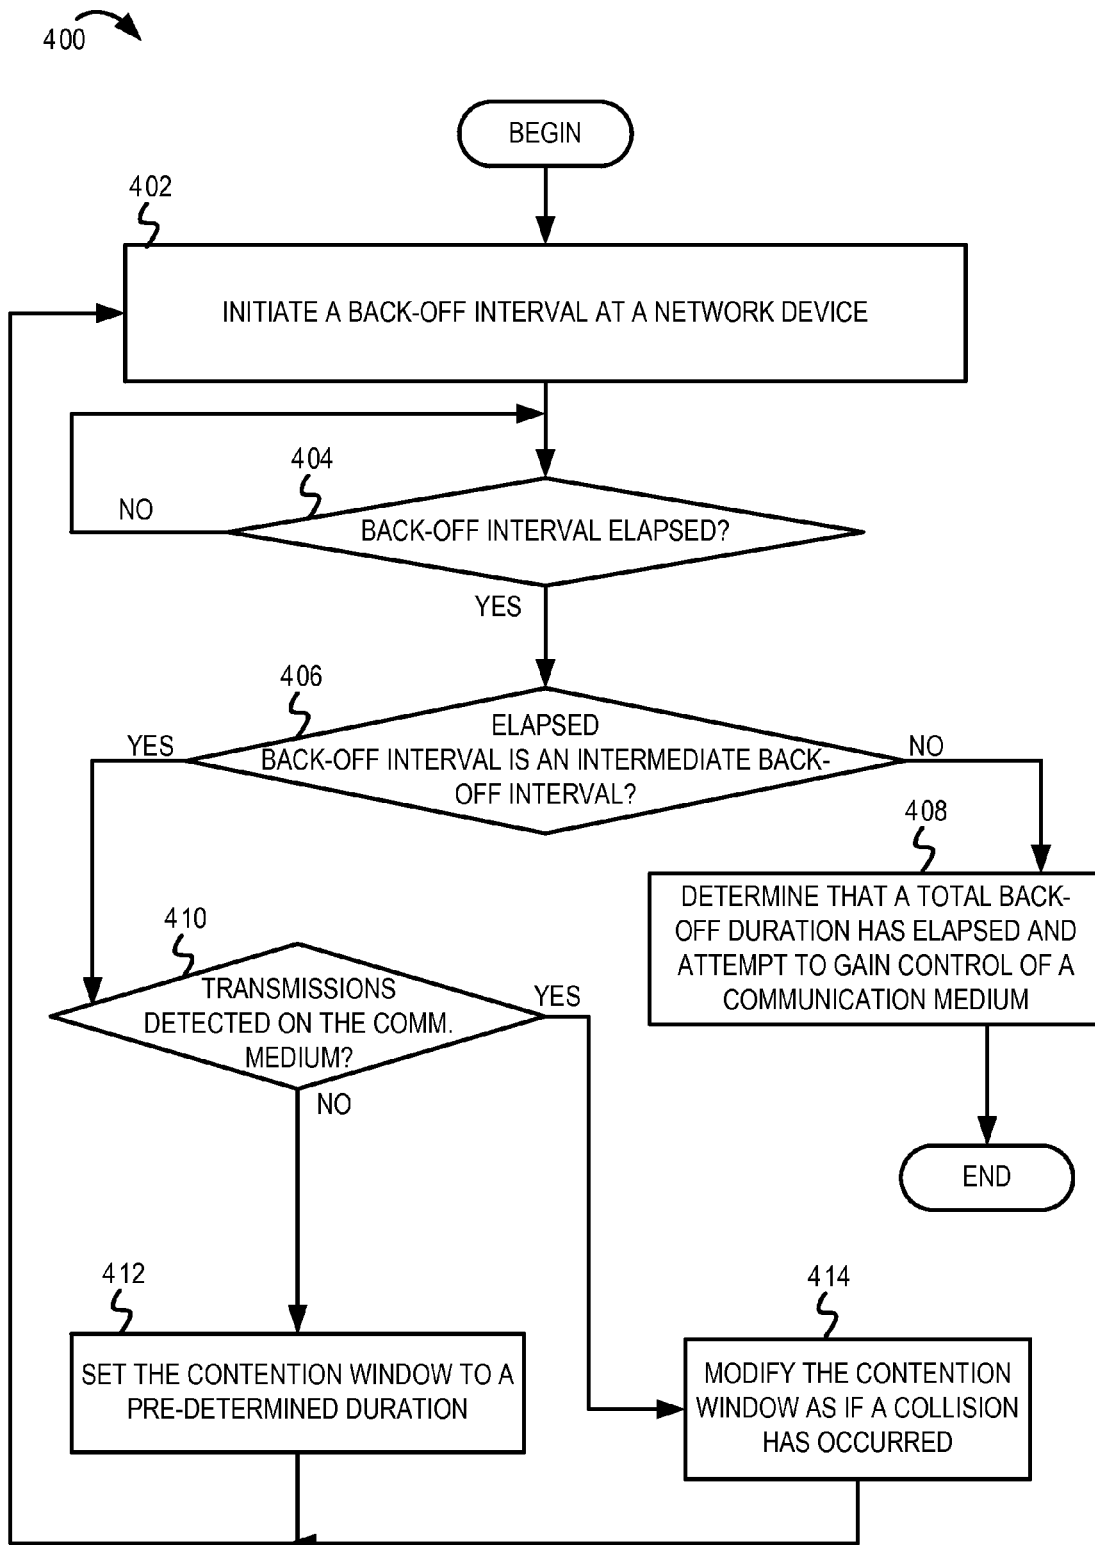 400
BEGIN
402
INITIATE A BACK-OFF INTERVAL AT A NETWORK DEVICE
404
NO
BACK-OFF INTERVAL ELAPSED?
YES
406
YES
ELAPSED
BACK-OFF INTERVAL IS AN INTERMEDIATE BACK-
OFF INTERVAL?
NO
408
DETERMINE THAT A TOTAL BACK-
OFF DURATION HAS ELAPSED AND
ATTEMPT TO GAIN CONTROL OF A
COMMUNICATION MEDIUM
410
TRANSMISSIONS
DETECTED ON THE COMM.
MEDIUM?
YES
NO
END
412
SET THE CONTENTION WINDOW TO A
PRE-DETERMINED DURATION
414
MODIFY THE CONTENTION
WINDOW AS IF A COLLISION
HAS OCCURRED